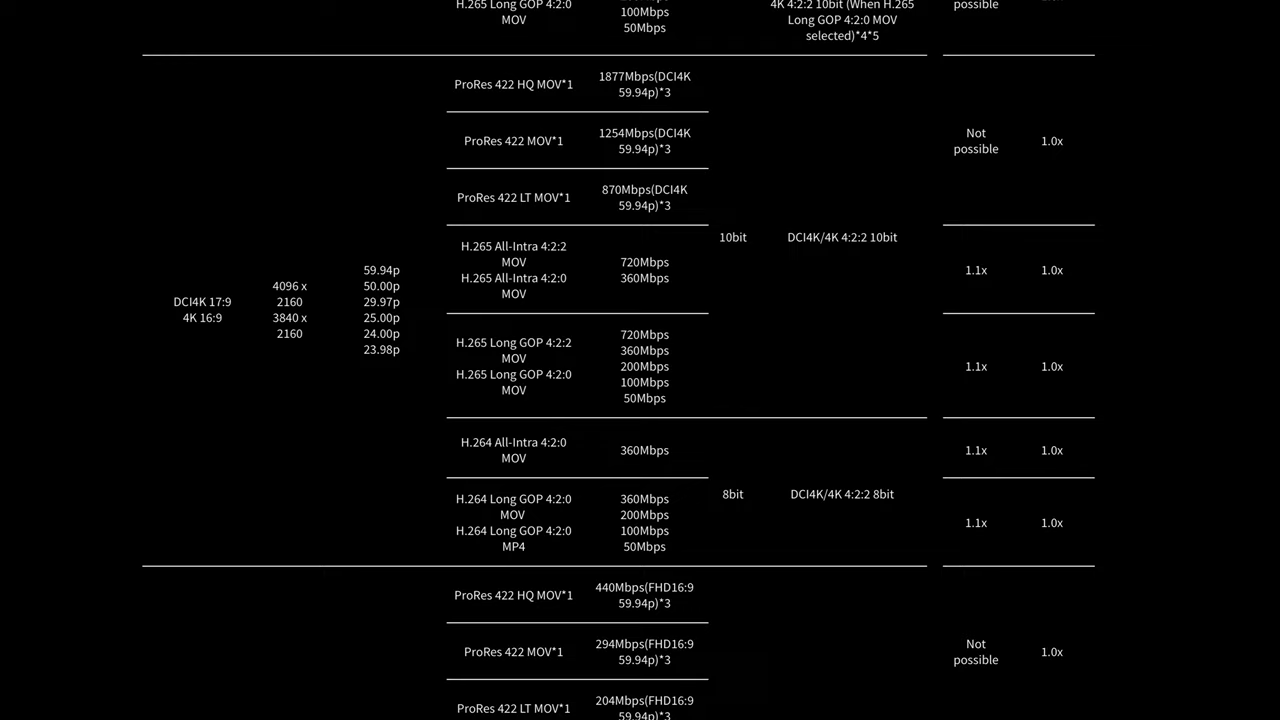 H.265 Long GOP 4:2:0
MOV
100Mbps
50Mbps
4K 4:2:2 10bit (When H.265
Long GOP 4:2:0 MOV
selected)*4*5
possible
DCI4K 17:9
4K 16:9
4096 x
2160
3840 x
2160
59.94p
50.00p
29.97p
25.00p
24.00p
23.98p
ProRes 422 HQ MOV*1
1877Mbps(DCI4K
59.94p)*3
ProRes 422 MOV*1
1254Mbps(DCI4K
59.94p)*3
ProRes 422 LT MOV*1
870Mbps(DCI4K
59.94p)*3
Not
possible
1.0x
10bit
DCI4K/4K 4:2:2 10bit
H.265 All-Intra 4:2:2
MOV
H.265 All-Intra 4:2:0
MOV
720Mbps
360Mbps
1.1x
1.0x
H.265 Long GOP 4:2:2
MOV
H.265 Long GOP 4:2:0
MOV
720Mbps
360Mbps
200Mbps
100Mbps
50Mbps
1.1x
1.0x
H.264 All-Intra 4:2:0
MOV
360Mbps
1.1x
1.0x
8bit
DCI4K/4K 4:2:2 8bit
H.264 Long GOP 4:2:0
MOV
H.264 Long GOP 4:2:0
MP4
360Mbps
200Mbps
100Mbps
50Mbps
1.1x
1.0x
ProRes 422 HQ MOV*1
440Mbps(FHD16:9
59.94p)*3
ProRes 422 MOV*1
294Mbps(FHD16:9
59.94p)*3
Not
possible
1.0x
ProRes 422 LT MOV*1
204Mbps(FHD16:9
59.94p)*3